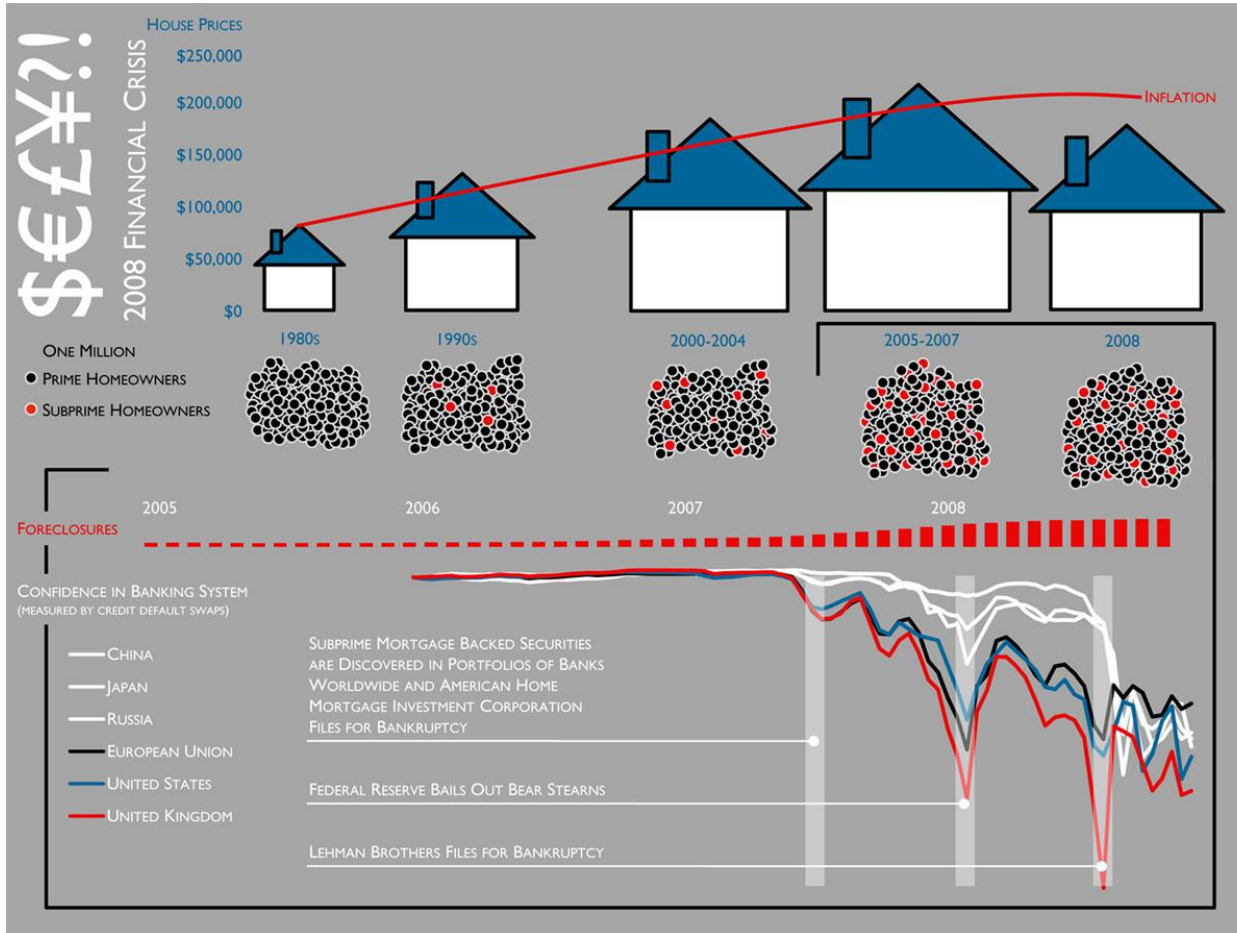 $€£¥?!
2008 FINANCIAL CRISIS
HOUSE PRICES
$250,000
$200,000
$150,000
$100,000
$50,000
$0
INFLATION
1980s
1990s
2000-2004
2005-2007
2008
ONE MILLION
PRIME HOMEOWNERS
SUBPRIME HOMEOWNERS
2005
2006
2007
2008
FORECLOSURES
CONFIDENCE IN BANKING SYSTEM
(MEASURED BY CREDIT DEFAULT SWAPS)
CHINA
JAPAN
RUSSIA
EUROPEAN UNION
UNITED STATES
UNITED KINGDOM
SUBPRIME MORTGAGE BACKED SECURITIES
ARE DISCOVERED IN PORTFOLIOS OF BANKS
WORLDWIDE AND AMERICAN HOME
MORTGAGE INVESTMENT CORPORATION
FILES FOR BANKRUPTCY
FEDERAL RESERVE BAILS OUT BEAR STEARNS
LEHMAN BROTHERS FILES FOR BANKRUPTCY